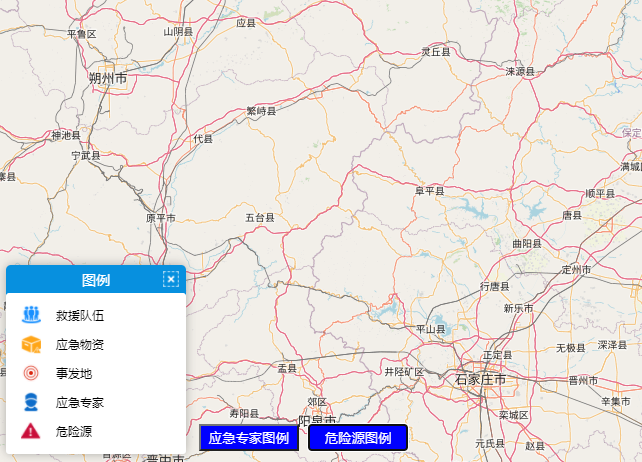 平鲁区
山阴县
应县
灵丘县
涞源县
朔州市
繁峙县
神池县
代县
保定
宁武县
满城区
寨县
阜平县
顺平县
原平市
五台县
唐县
曲阳县
定州市
图例
行唐县
新乐市
救援队伍
平山县
应急物资
正定县
无极县
深泽县
事发地
盂县
井陉矿区
石家庄市
晋州市
应急专家
郊区
辛集市
寿阳县
阳泉市
栾城区
危险源
应急专家图例
危险源图例
元氏县
赵县
晋中市